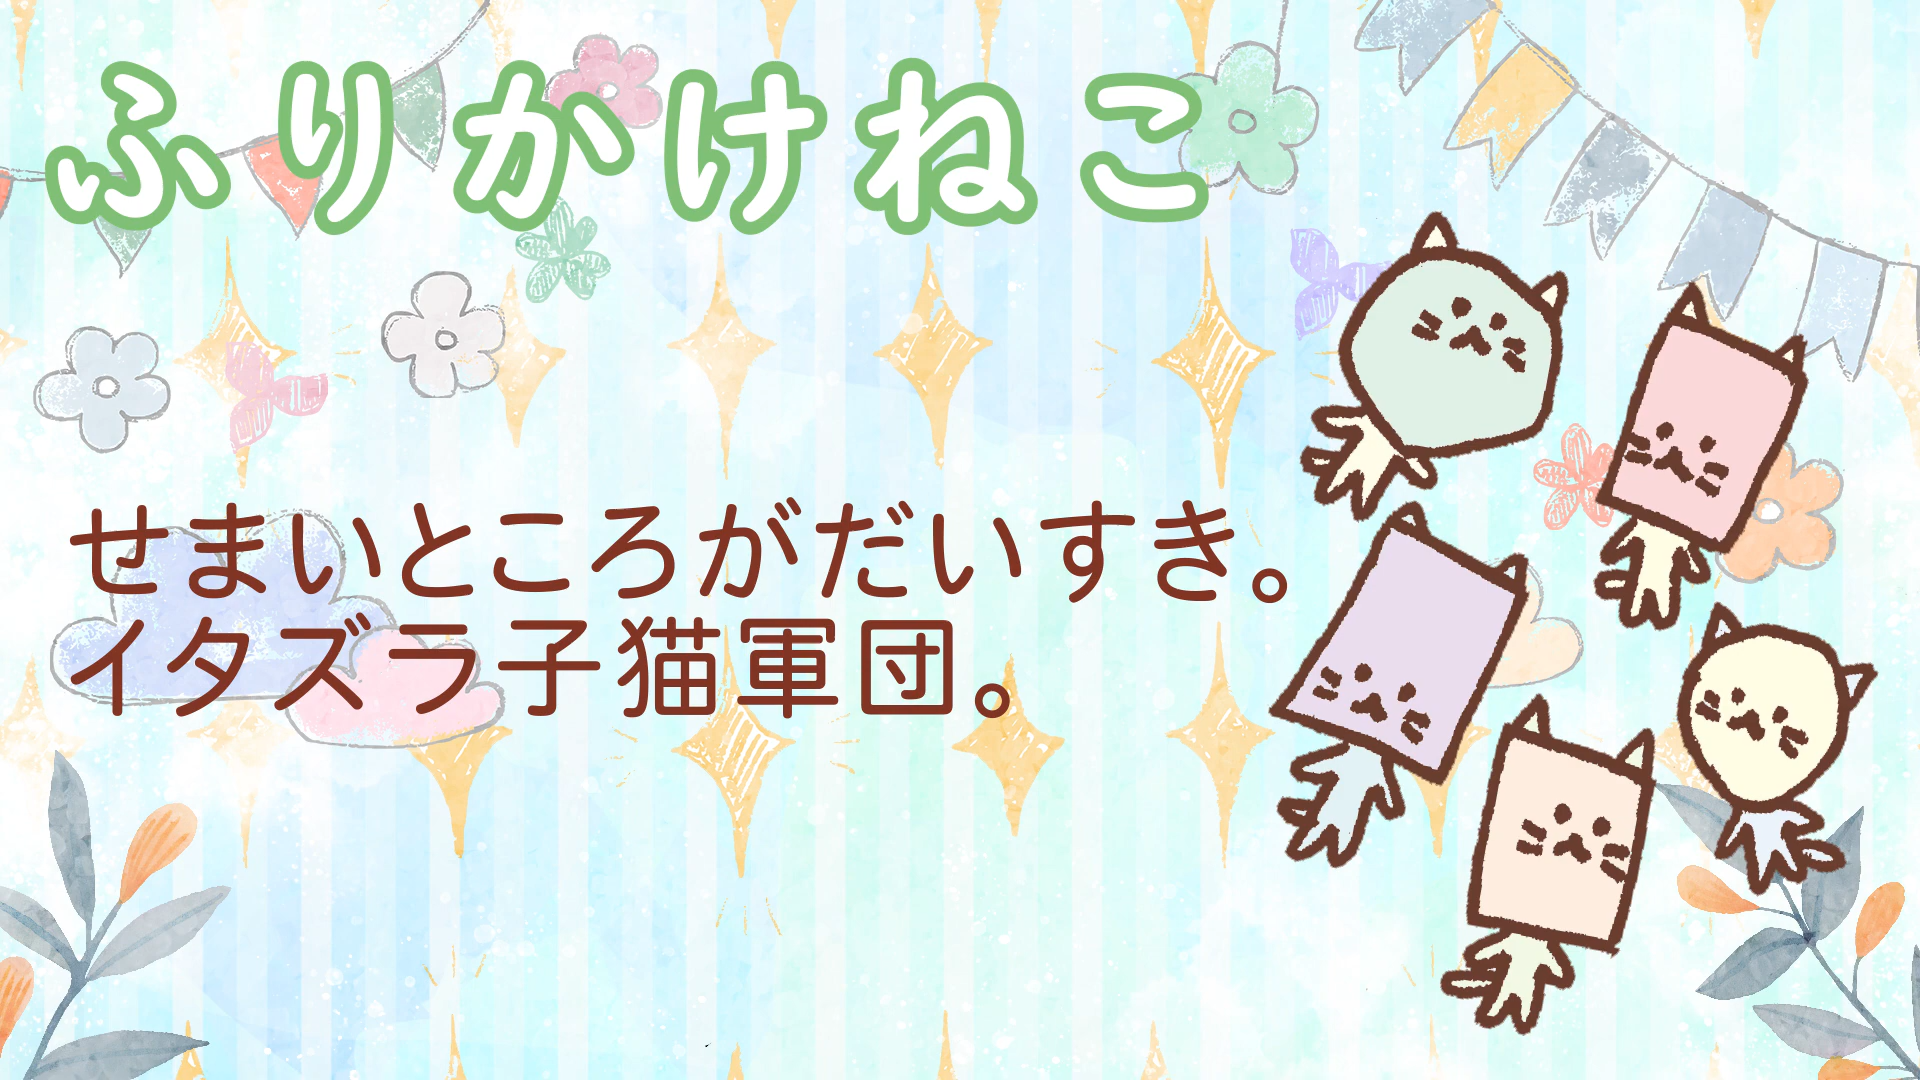 ふりかけねこ
せまいところがだいすき。
イタズラ子猫軍団。